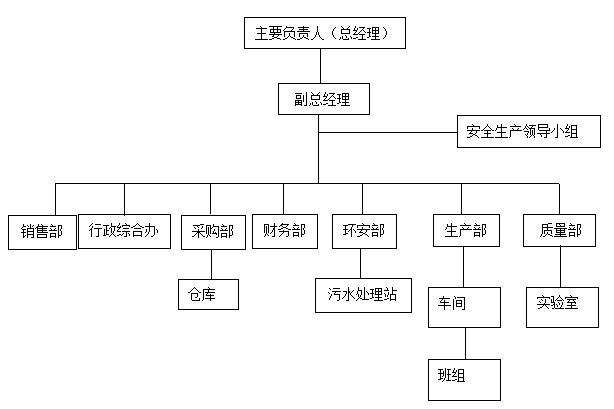 主要负责人（总经理）
副总经理
安全生产领导小组
销售部
行政综合办
采购部
财务部
环安部
生产部
质量部
仓库
污水处理站
车间
实验室
班组